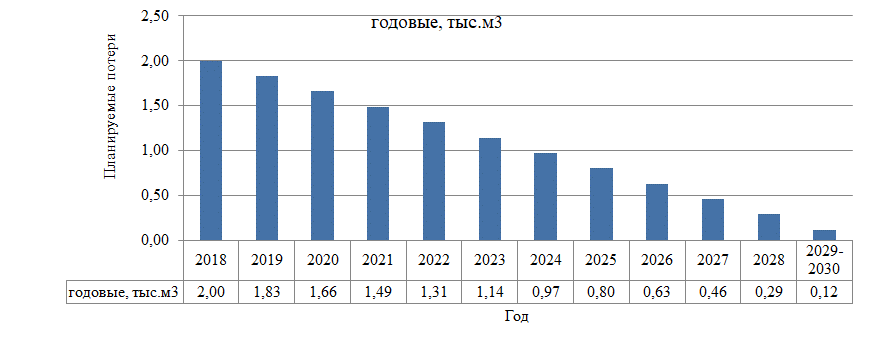 годовые, тыс.м3
Планируемые потери
2,50
2,00
1,50
1,00
0,50
0,00
2018 2019 2020 2021 2022 2023 2024 2025 2026 2027 2028 2029-
2030
годовые, тыс.м3 2,00 1,83 1,66 1,49 1,31 1,14 0,97 0,80 0,63 0,46 0,29 0,12
Год